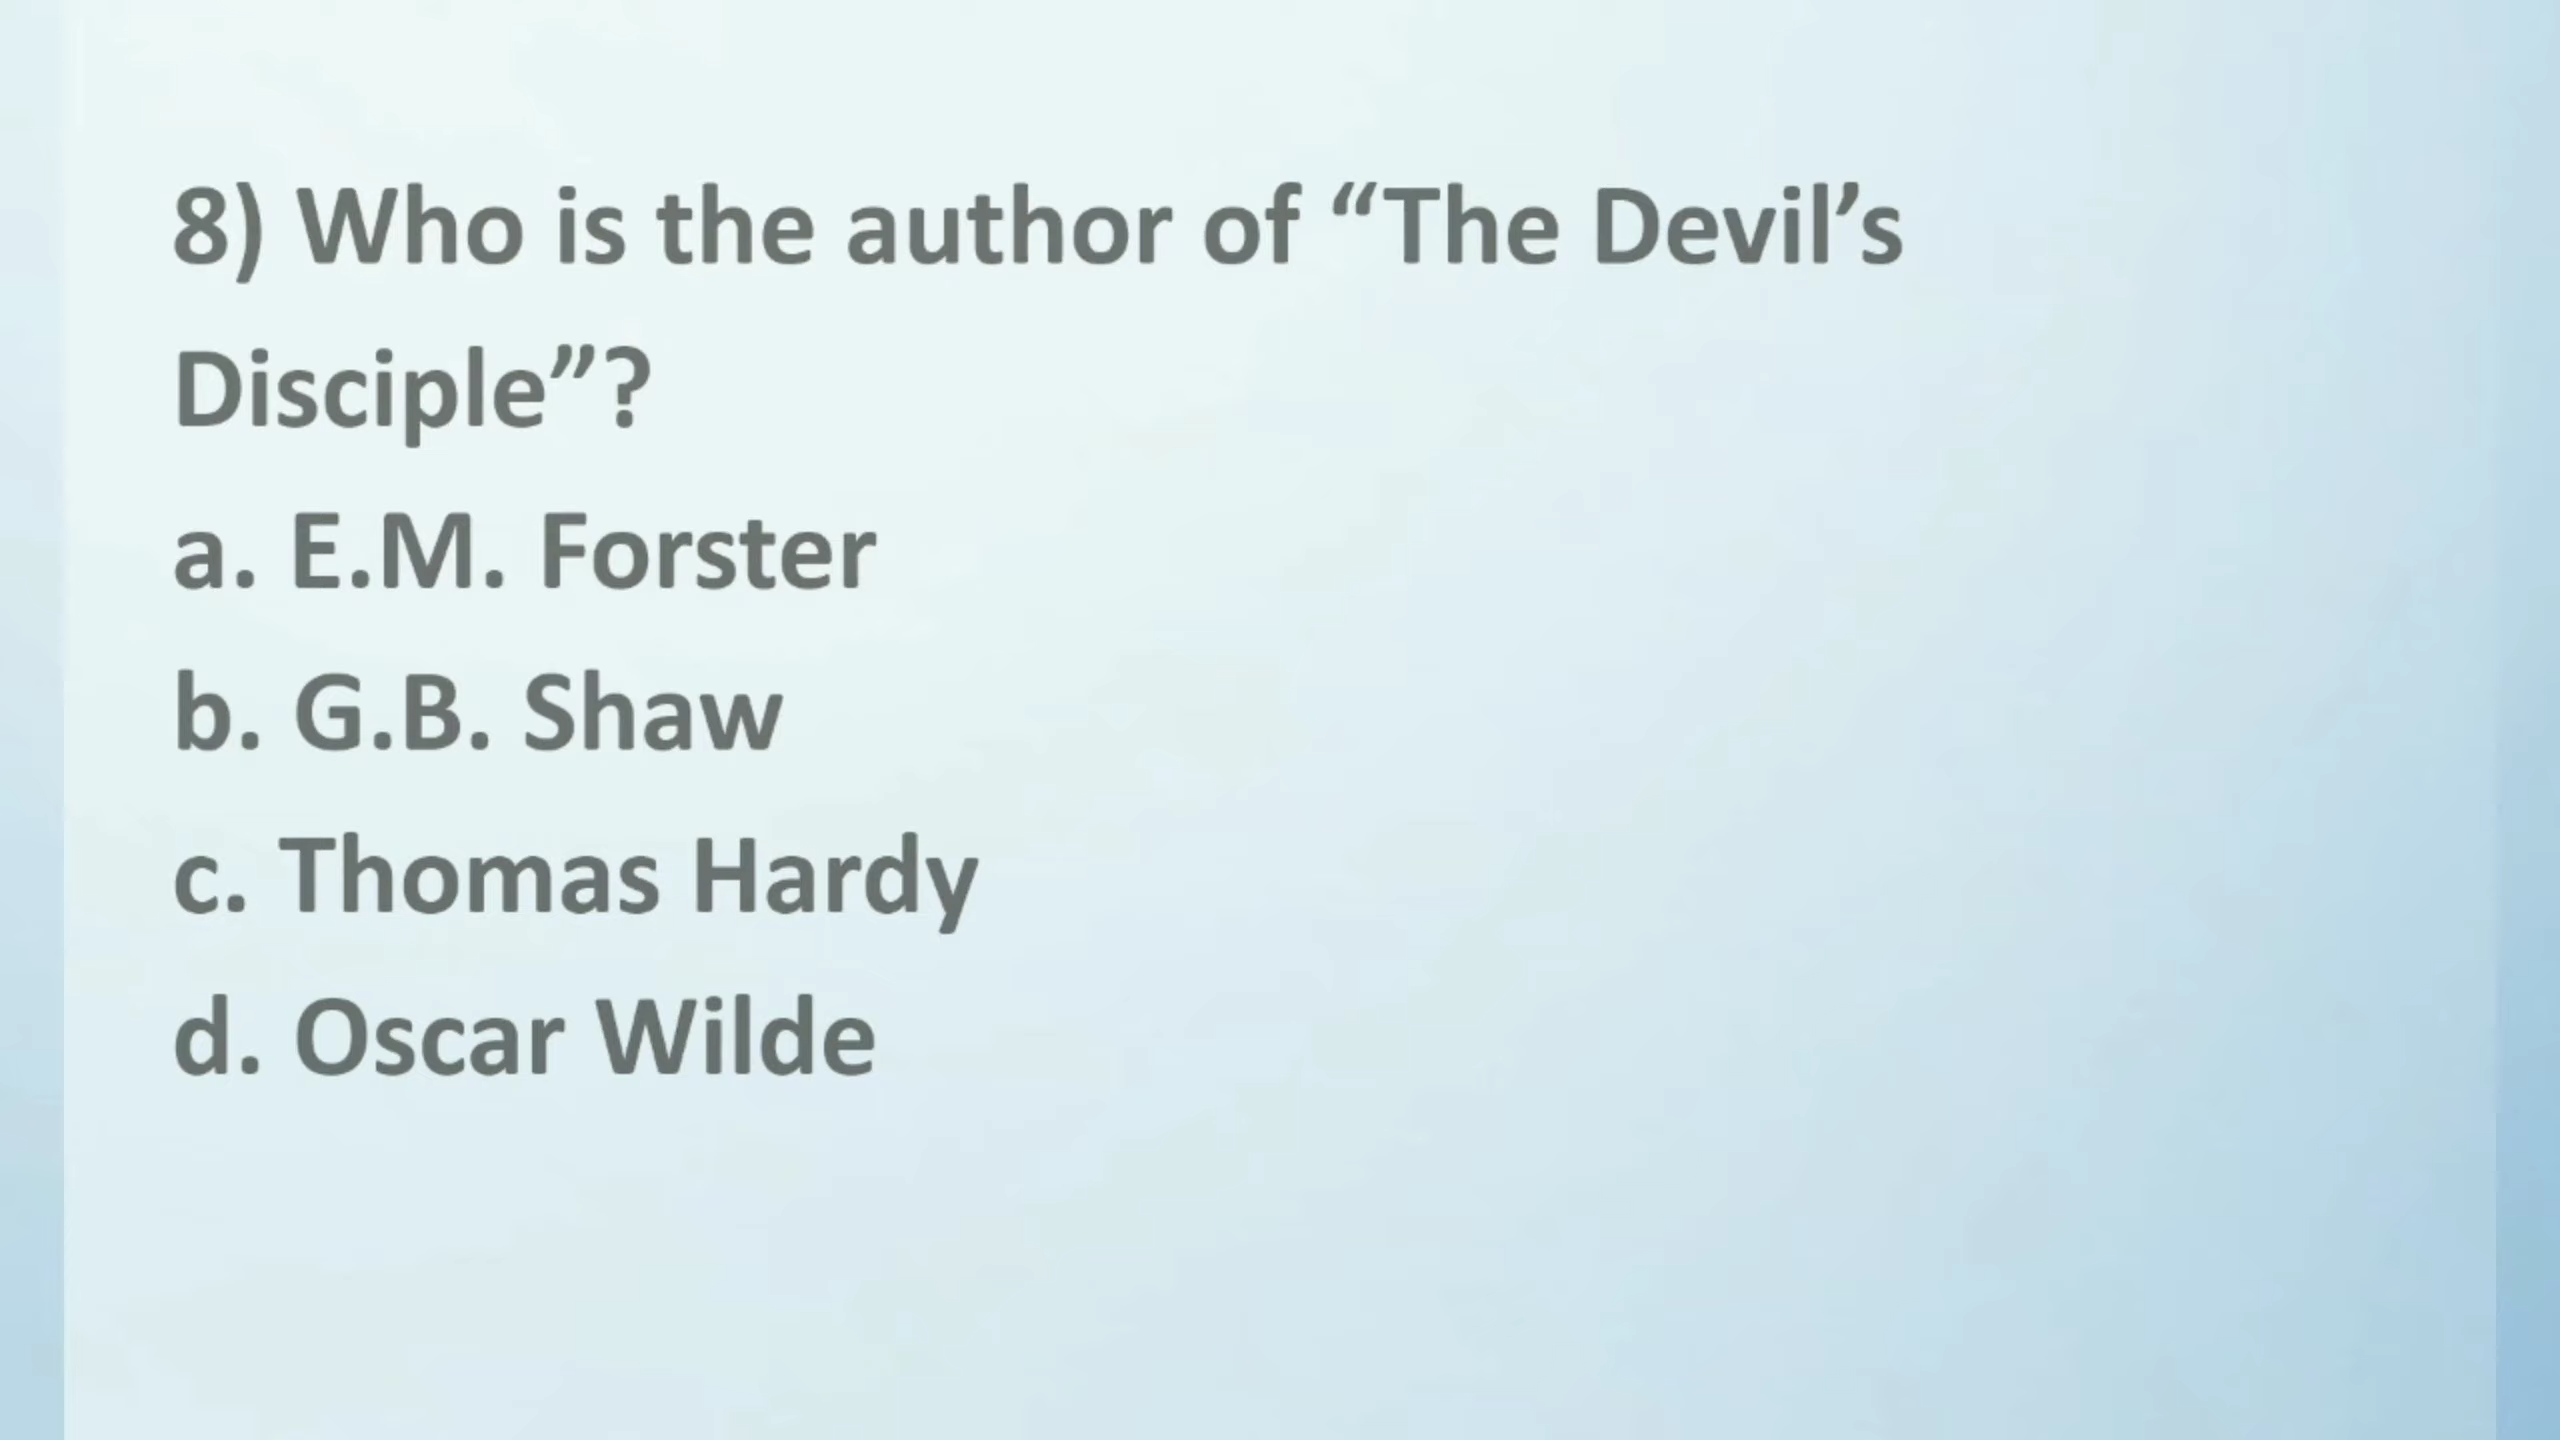 8) Who is the author of “The Devil’s
Disciple”?
a. E.M. Forster
b. G.B. Shaw
c. Thomas Hardy
d. Oscar Wilde